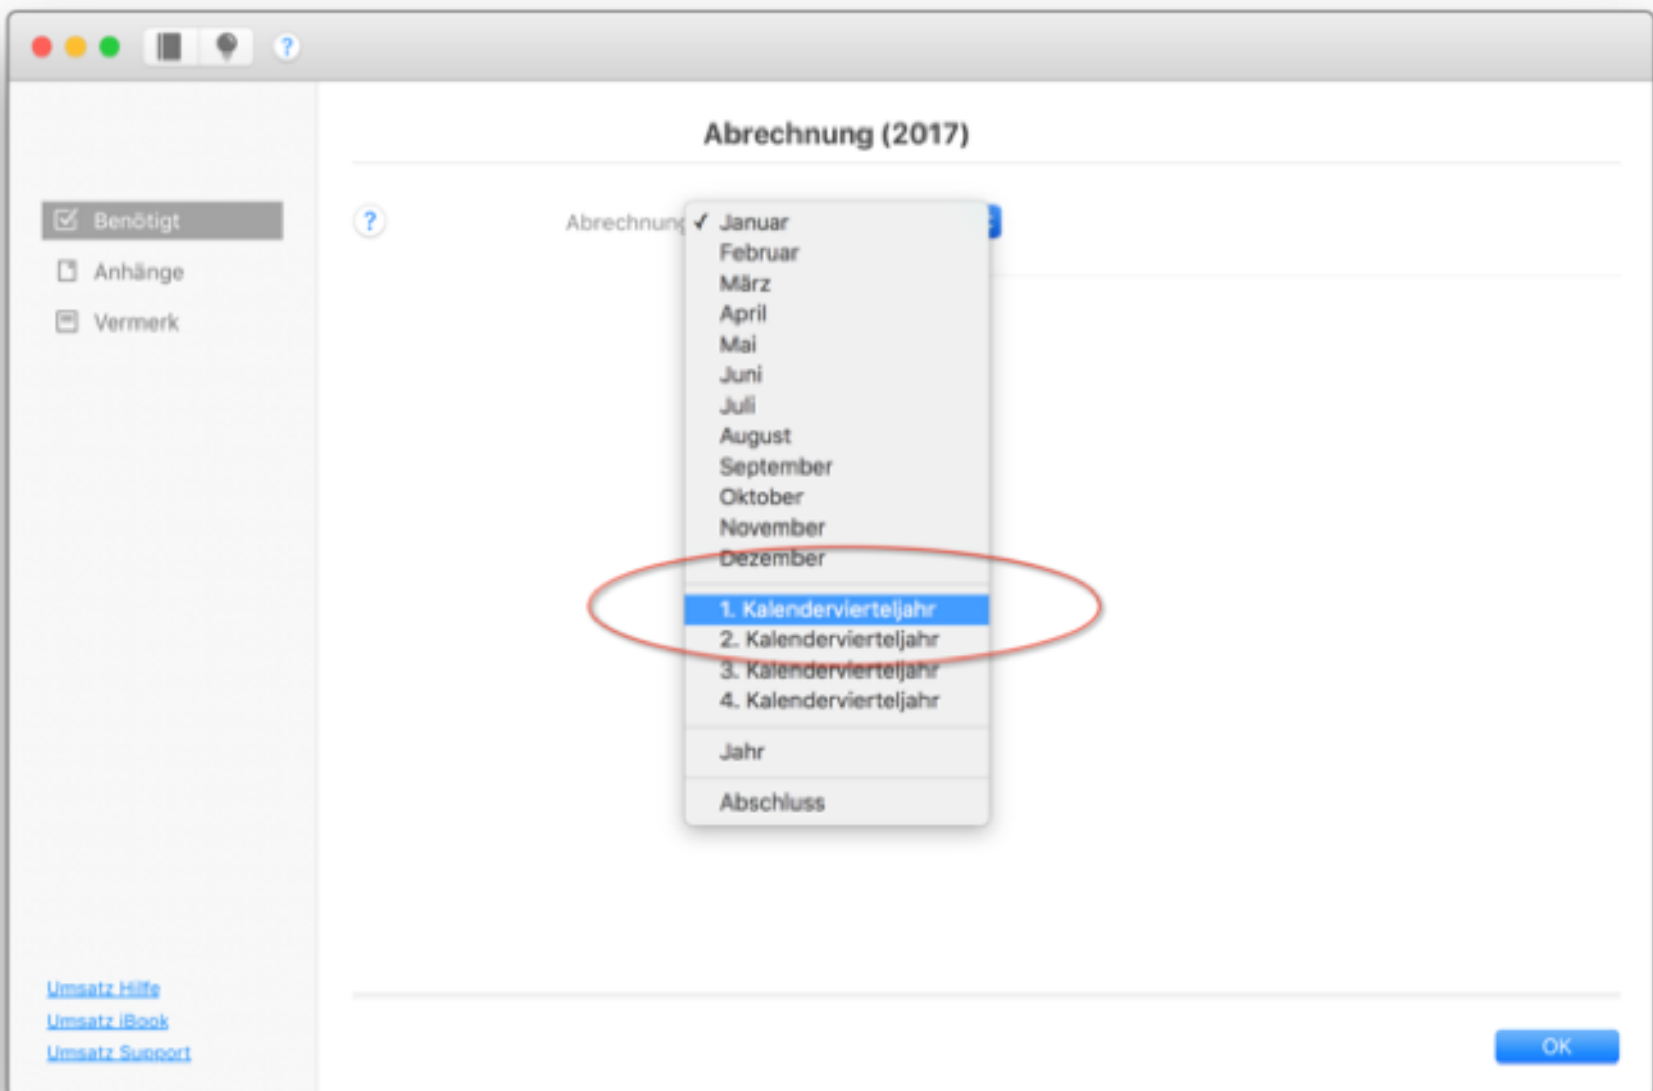 ?
Abrechnung (2017)
Benötigt
Anhänge
Vermerk
?
Abrechnung
✓ Januar
Februar
März
April
Mai
Juni
Juli
August
September
Oktober
November
Dezember
1. Kalendervierteljahr
2. Kalendervierteljahr
3. Kalendervierteljahr
4. Kalendervierteljahr
Jahr
Abschluss
Umsatz Hilfe
Umsatz iBook
Umsatz Support
OK